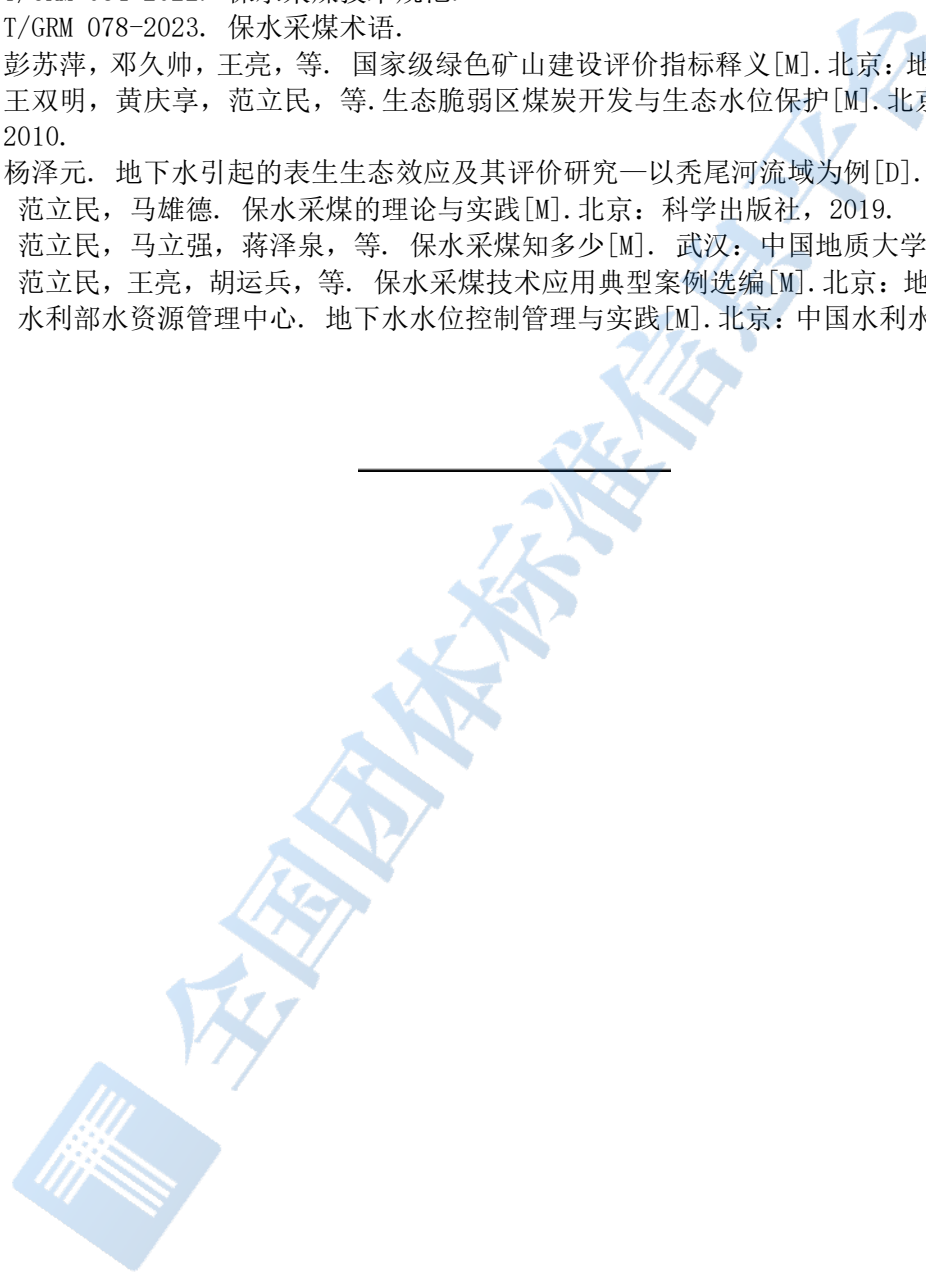 T/GRM 078-2023. 保水采煤术语.
彭苏萍，邓久帅，王亮，等. 国家级绿色矿山建设评价指标释义[M].北京：地
王双明，黄庆享，范立民，等.生态脆弱区煤炭开发与生态水位保护[M].北京
2010.
杨泽元. 地下水引起的表生生态效应及其评价研究—以秃尾河流域为例[D].
范立民，马雄德. 保水采煤的理论与实践[M].北京：科学出版社，2019.
范立民，马立强，蒋泽泉，等. 保水采煤知多少[M]. 武汉：中国地质大学
范立民，王亮，胡运兵，等. 保水采煤技术应用典型案例选编[M].北京：地
水利部水资源管理中心. 地下水水位控制管理与实践[M].北京：中国水利水
全国团体标准信息平台